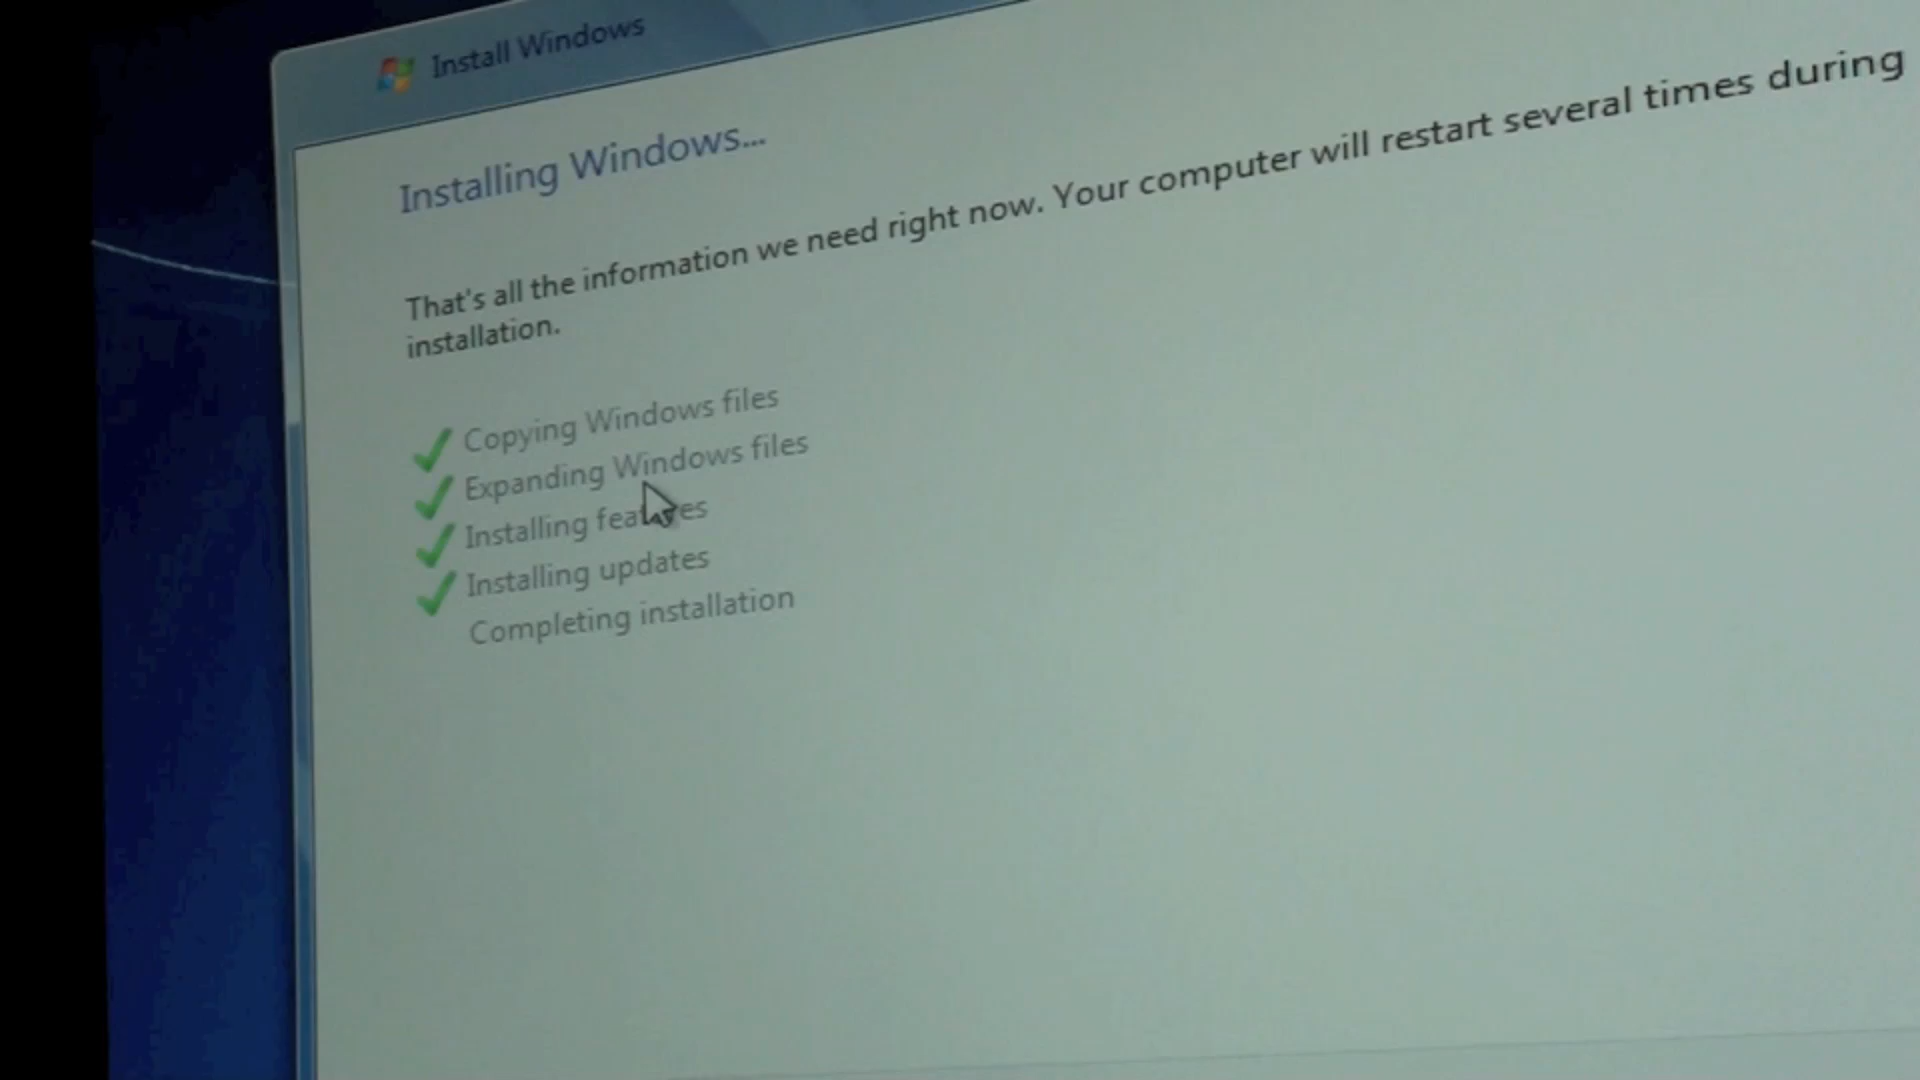 Install Windows
Installing Windows...
That's all the information we need right now. Your computer will restart several times during
installation.
Copying Windows files
Expanding Windows files
Installing features
Installing updates
Completing installation